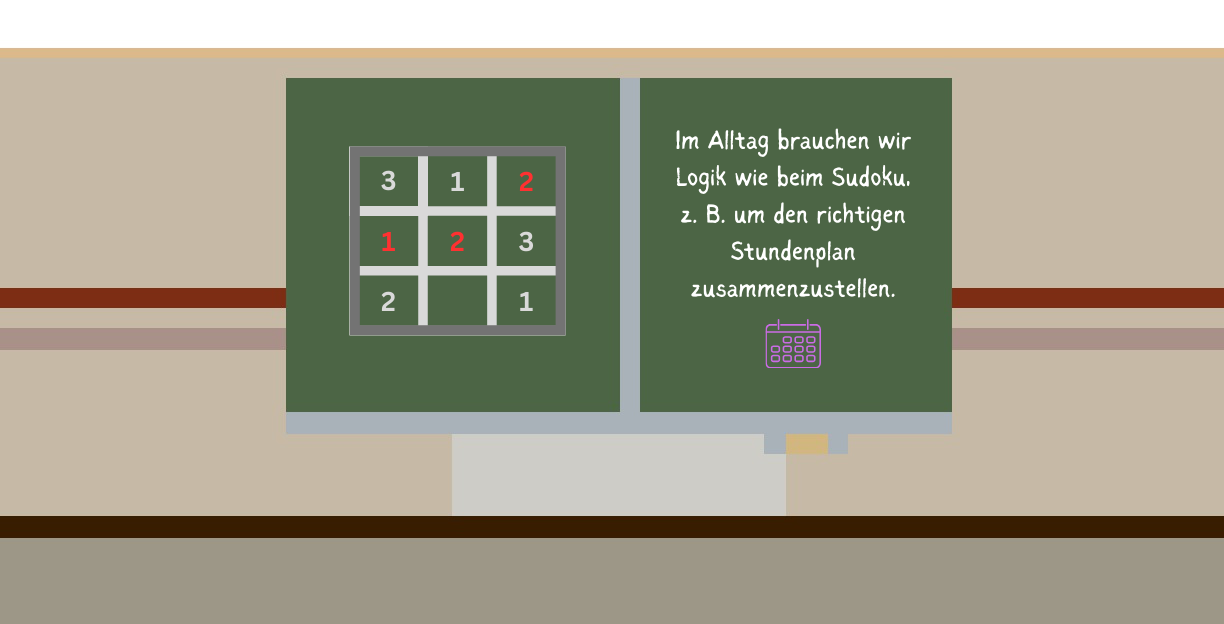 3 1 2
1 2 3
2 1
Im Alltag brauchen wir
Logik wie beim Sudoku,
z. B. um den richtigen
Stundenplan
zusammenzustellen.